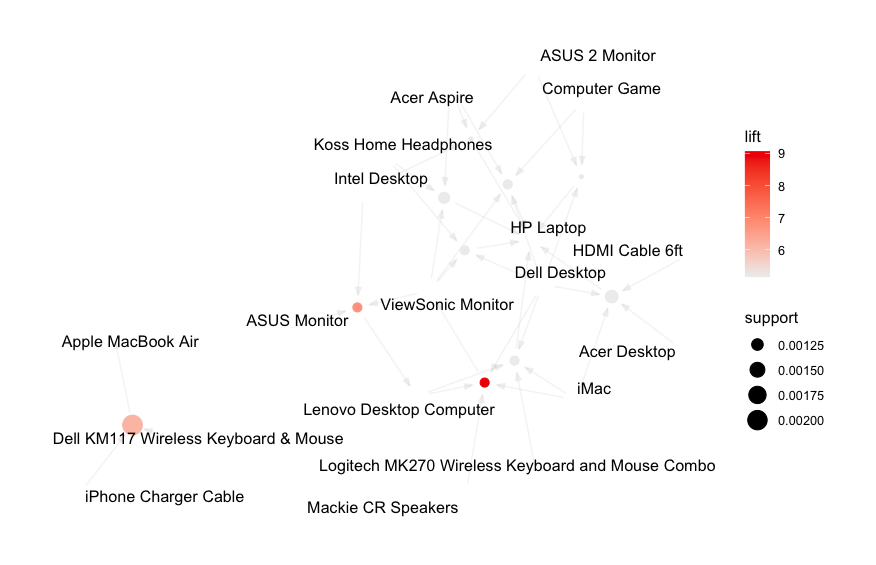 ASUS 2 Monitor
Computer Game
Acer Aspire
Koss Home Headphones
Intel Desktop
HP Laptop
HDMI Cable 6ft
Dell Desktop
ViewSonic Monitor
ASUS Monitor
Apple MacBook Air
Acer Desktop
iMac
Lenovo Desktop Computer
Dell KM117 Wireless Keyboard & Mouse
Logitech MK270 Wireless Keyboard and Mouse Combo
iPhone Charger Cable
Mackie CR Speakers
lift
9
8
7
6
support
0.00125
0.00150
0.00175
0.00200